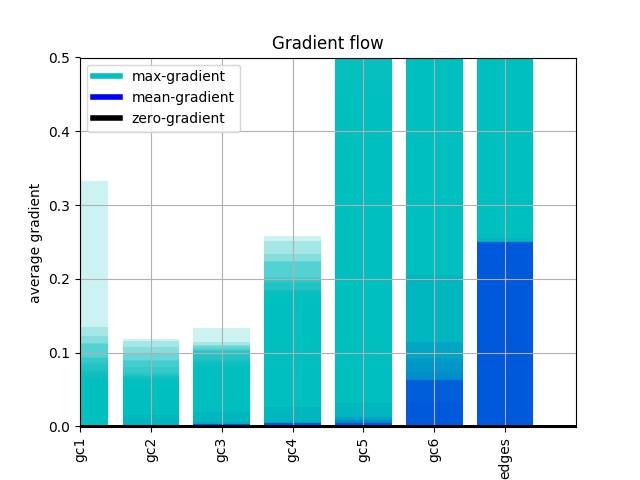 Gradient flow
max-gradient
mean-gradient
zero-gradient
average gradient
0.5
0.4
0.3
0.2
0.1
0.0
gc1
gc2
gc3
gc4
gc5
gc6
edges